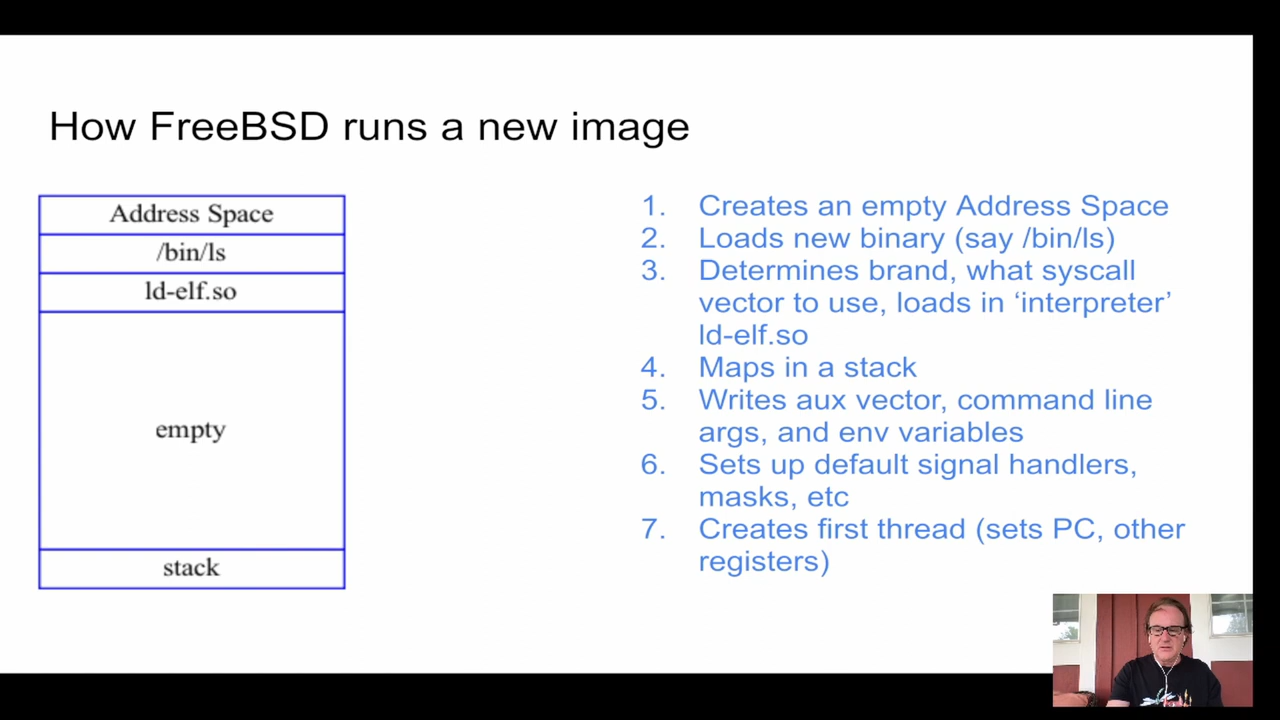 How FreeBSD runs a new image
Address Space
/bin/ls
ld-elf.so
empty
stack
1. Creates an empty Address Space
2. Loads new binary (say /bin/ls)
3. Determines brand, what syscall
vector to use, loads in ‘interpreter’
ld-elf.so
4. Maps in a stack
5. Writes aux vector, command line
args, and env variables
6. Sets up default signal handlers,
masks, etc
7. Creates first thread (sets PC, other
registers)